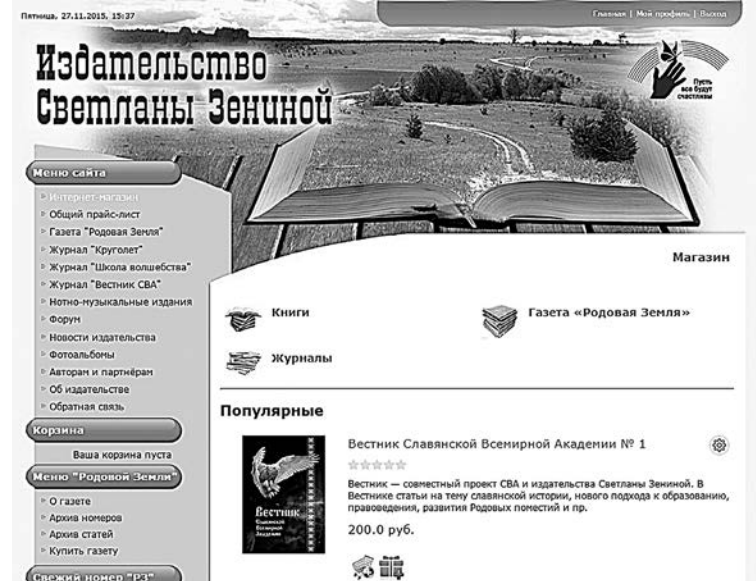 Пятница, 27.11.2015, 15:37
Главная | Мой профиль | Выход
Издательство
Светланы Зениной
Пусть
все будут
счастливы
Меню сайта
Интернет-магазин
Общий прайс-лист
Газета "Родовая Земля"
Журнал "Круголет"
Журнал "Школа волшебства"
Журнал "Вестник СВА"
Нотно-музыкальные издания
Форум
Новости издательства
Фотоальбомы
Авторам и партнёрам
Об издательстве
Обратная связь
Корзина
Ваша корзина пуста
Меню "Родовой Земли"
О газете
Архив номеров
Архив статей
Купить газету
Свежий номер "РЗ"
Магазин
Книги
Газета «Родовая Земля»
Журналы
Популярные
Вестник
Славянской
Всемирной
Академии
Вестник Славянской Всемирной Академии № 1
Вестник — совместный проект СВА и издательства Светланы Зениной. В
Вестнике статьи на тему славянской истории, нового подхода к образованию,
правоведения, развития Родовых поместий и пр.
200.0 руб.